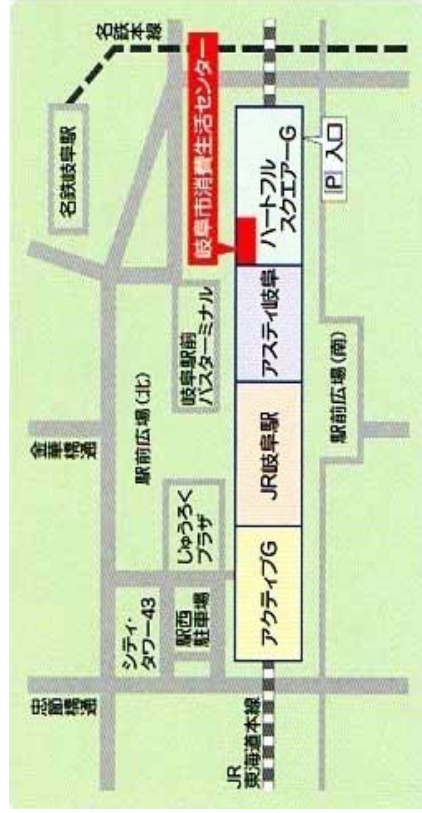 忠節
橋通
金華
橋通
名鉄岐阜駅
名鉄
本線
シティ・
タワー43
駅前広場(北)
駅西
駐車場
じゅうろく
プラザ
岐阜駅前
バスターミナル
岐阜市消費生活センター
JR
東海道本線
アクティブG
JR岐阜駅
アスティ岐阜
ハートフル
スクエアーG
駅前広場(南)
P 入口